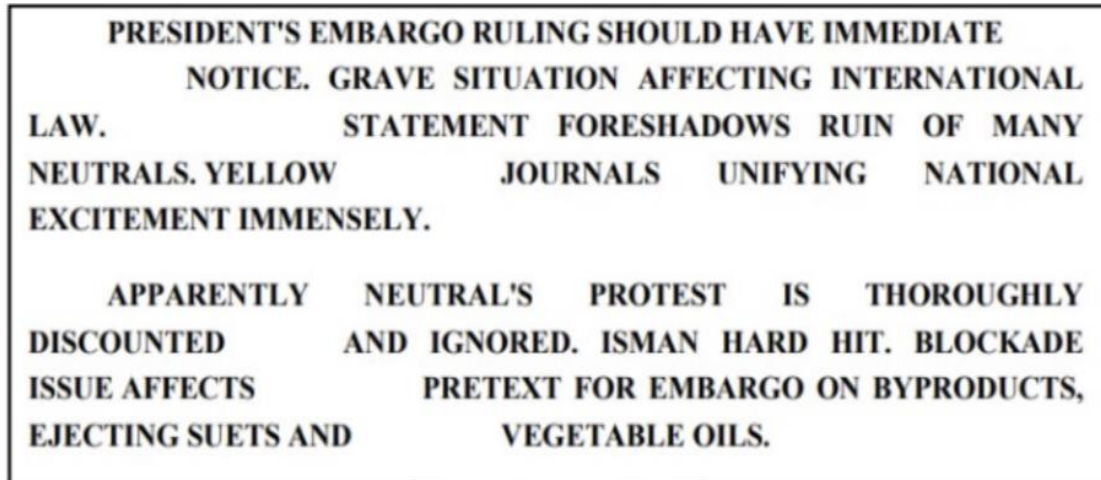 PRESIDENT'S EMBARGO RULING SHOULD HAVE IMMEDIATE
NOTICE. GRAVE SITUATION AFFECTING INTERNATIONAL
LAW. STATEMENT FORESHADOWS RUIN OF MANY
NEUTRALS. YELLOW JOURNALS UNIFYING NATIONAL
EXCITEMENT IMMENSELY.
APPARENTLY NEUTRAL'S PROTEST IS THOROUGHLY
DISCOUNTED AND IGNORED. ISMAN HARD HIT. BLOCKADE
ISSUE AFFECTS PRETEXT FOR EMBARGO ON BYPRODUCTS,
EJECTING SUETS AND VEGETABLE OILS.